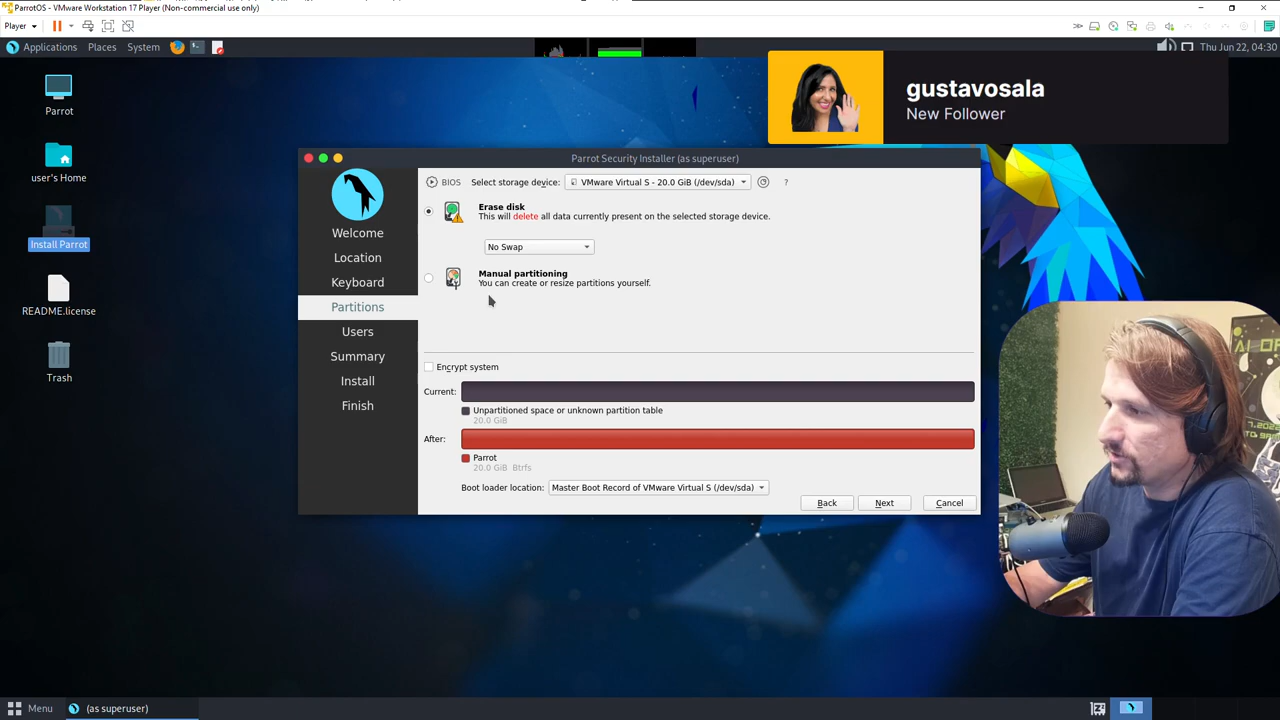 ParrotOS - VMware Workstation 17 Player (Non-commercial use only)
Player
Applications Places System
Thu Jun 22, 04:30
Parrot
user's Home
Install Parrot
README.license
Trash
gustavosala
New Follower
Parrot Security Installer (as superuser)
Welcome
Location
Keyboard
Partitions
Users
Summary
Install
Finish
BIOS Select storage device: VMware Virtual S - 20.0 GiB (/dev/sda) ?
Erase disk
This will delete all data currently present on the selected storage device.
No Swap
Manual partitioning
You can create or resize partitions yourself.
Encrypt system
Current:
Unpartitioned space or unknown partition table
20.0 GiB
After:
Parrot
20.0 GiB Btrfs
Boot loader location: Master Boot Record of VMware Virtual S (/dev/sda)
Back Next Cancel
Menu (as superuser)